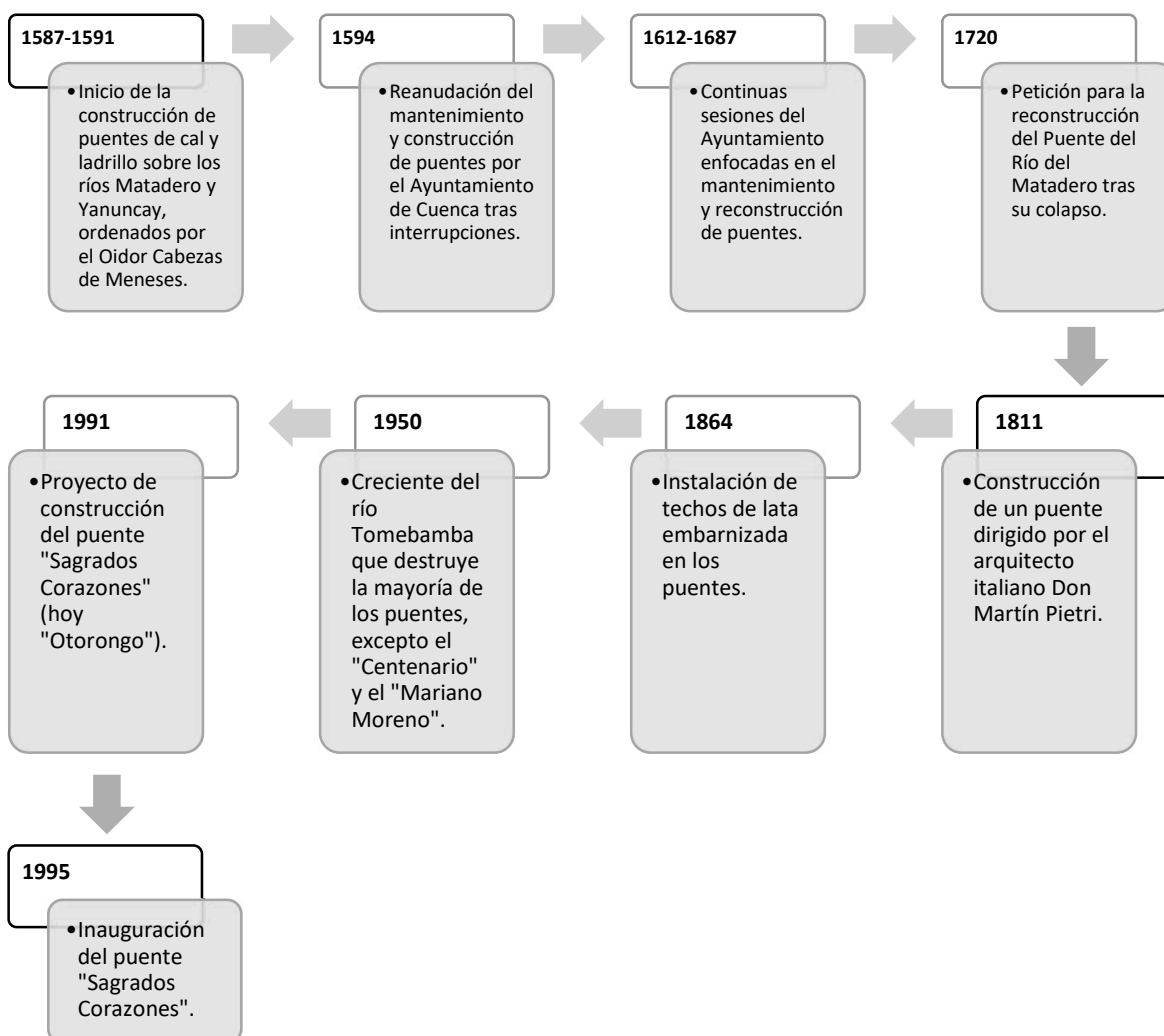 1587-1591
•Inicio de la
construcción de
puentes de cal y
ladrillo sobre los
ríos Matadero y
Yanuncay,
ordenados por
el Oidor Cabezas
de Meneses.
1594
•Reanudación del
mantenimiento
y construcción
de puentes por
el Ayuntamiento
de Cuenca tras
interrupciones.
1612-1687
•Continuas
sesiones del
Ayuntamiento
enfocadas en el
mantenimiento
y reconstrucción
de puentes.
1720
•Petición para la
reconstrucción
del Puente del
Río del
Matadero tras
su colapso.
1811
•Construcción
de un puente
dirigido por el
arquitecto
italiano Don
Martín Pietri.
1864
•Instalación de
techos de lata
embarnizada
en los
puentes.
1950
•Creciente del
río
Tomebamba
que destruye
la mayoría de
los puentes,
excepto el
"Centenario"
y el "Mariano
Moreno".
1991
•Proyecto de
construcción
del puente
"Sagrados
Corazones"
(hoy
"Otorongo").
1995
•Inauguración
del puente
"Sagrados
Corazones".